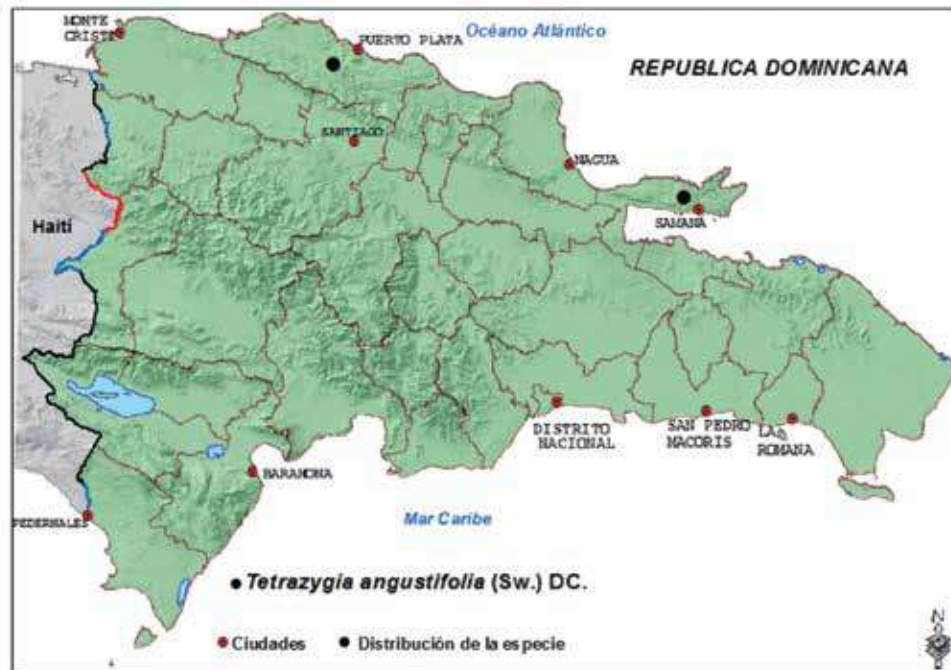 MONTE
CRISTI
PUERTO PLATA
Océano Atlántico
REPUBLICA DOMINICANA
SANTIAGO
NAGUA
Haití
SAMANA
DISTRITO
NACIONAL
SAN PEDRO
MACORIS
LA
ROMANA
BARAHONA
PEDERNALES
Mar Caribe
Tetrazygia angustifolia (Sw.) DC.
Ciudades
Distribución de la especie